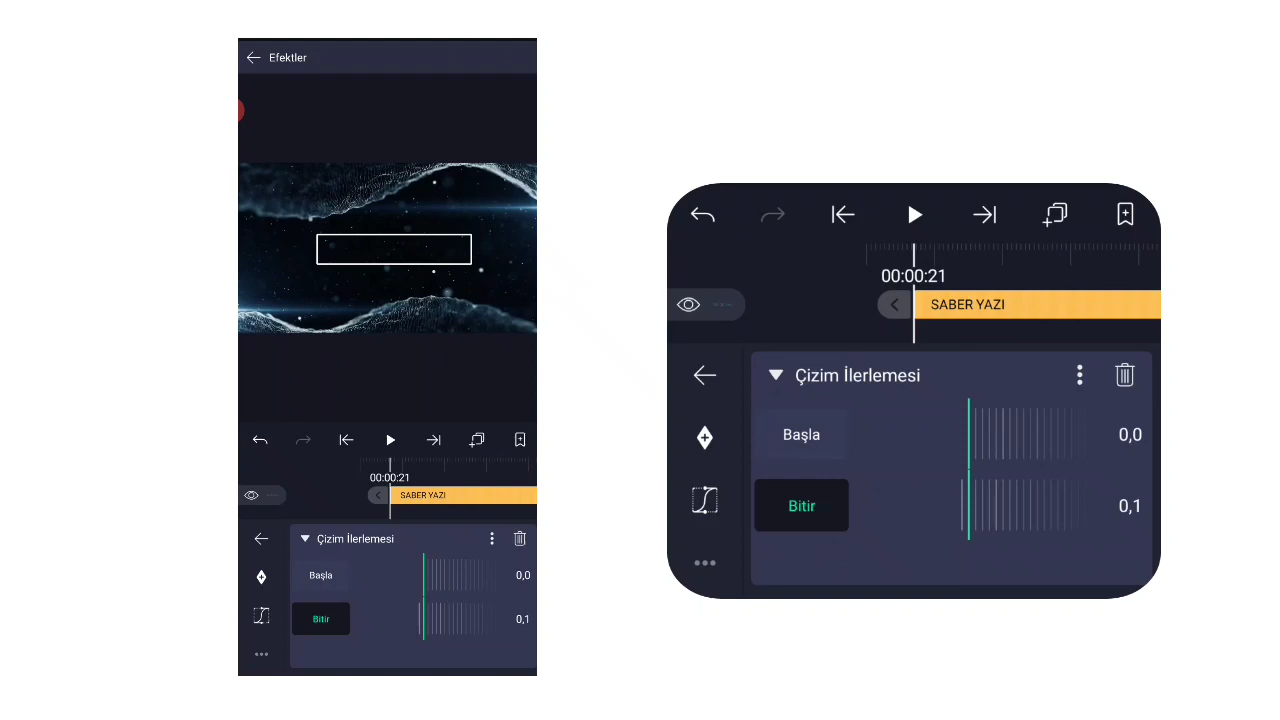 Efektler
00:00:21
SABER YAZI
Çizim İlerlemesi
Başla
0,0
Bitir
0,1
00:00:21
SABER YAZI
Çizim İlerlemesi
Başla
0,0
Bitir
0,1